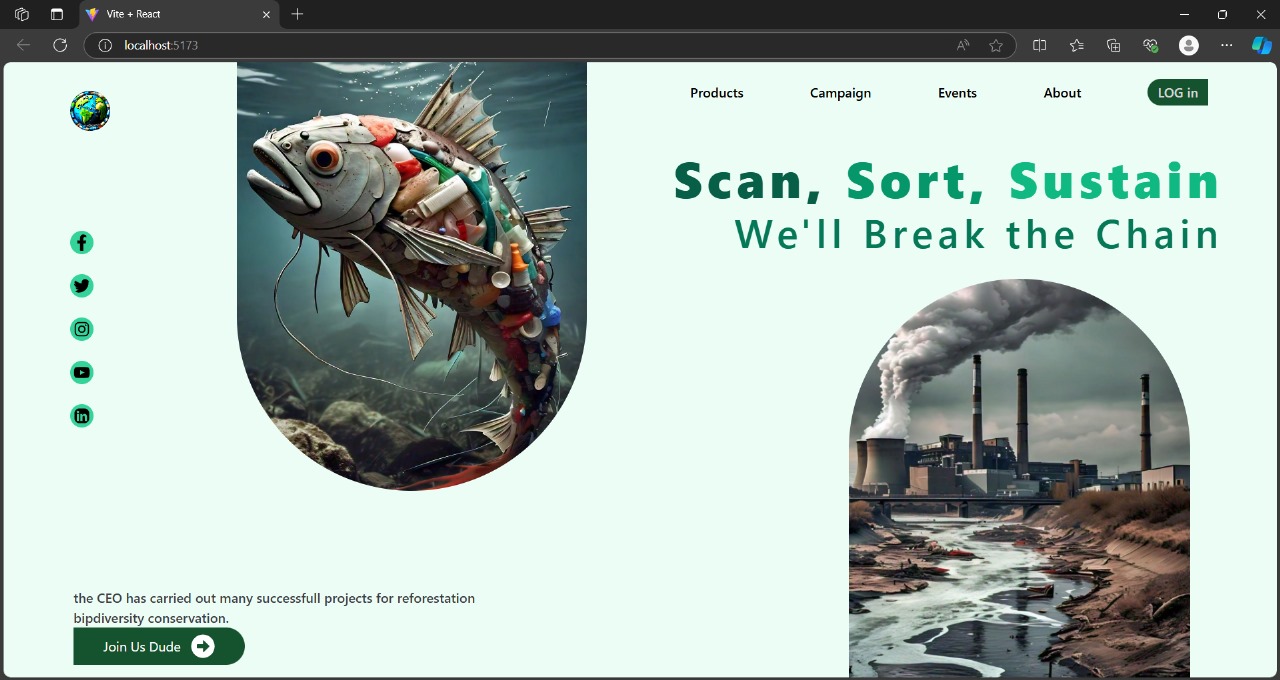 Vite + React
localhost:5173
Products Campaign Events About LOG in
Scan, Sort, Sustain
We'll Break the Chain
the CEO has carried out many successfull projects for reforestation
bipdiversity conservation.
Join Us Dude